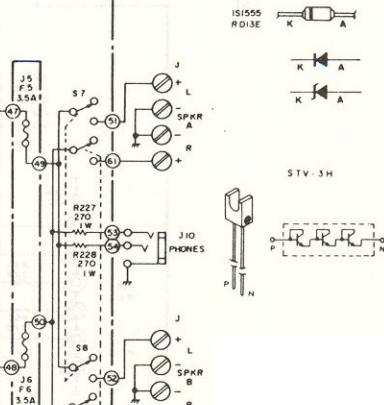 1S1555
RD13E
K A
K A
K A
J5
F5
3.5A
47
49
S7
51
61
J
+ L
-
SPKR
A
-
R
+
R227
270
1W
53
54
J10
PHONES
R228
270
1W
STV-3H
P N
P N
50
48
J6
F6
3.5A
S8
52
J
+ L
-
SPKR
B
-
R